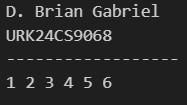 D. Brian Gabriel
URK24CS9068
------------------
1 2 3 4 5 6